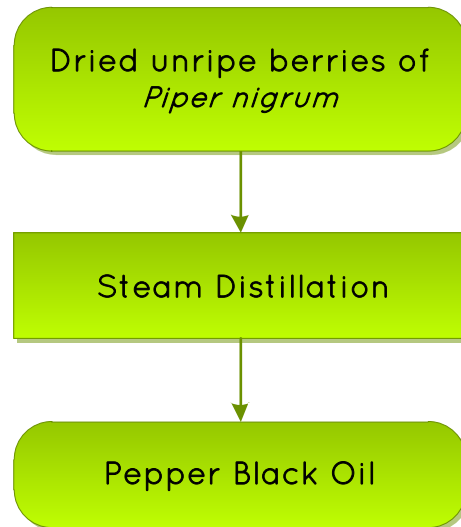 Dried unripe berries of
Piper nigrum
Steam Distillation
Pepper Black Oil